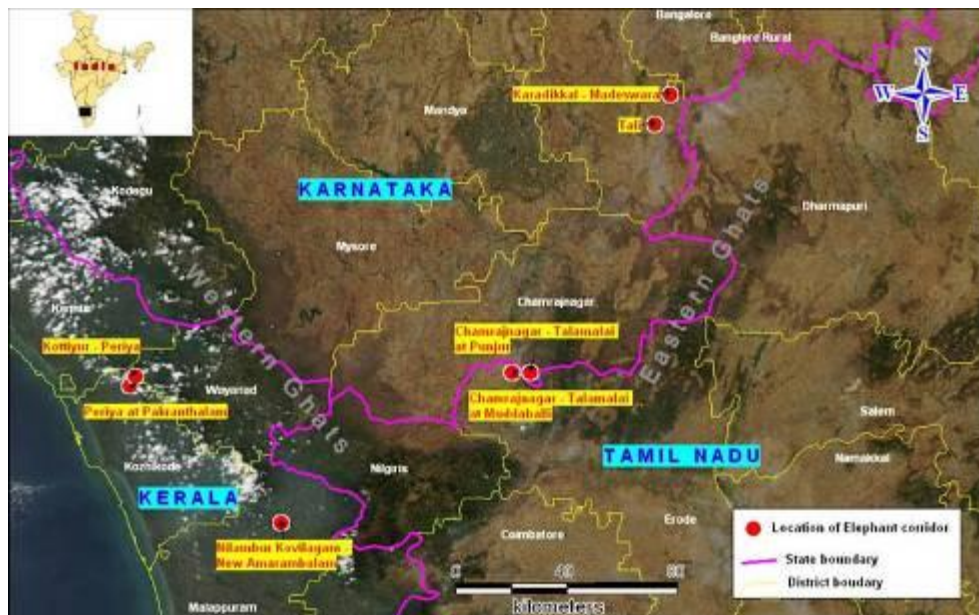 India
N
W E
S
Bangalore
Banglore Rural
Karadikkal - Madeswara
Tali
Mandya
Kodagu
KARNATAKA
Dharmapuri
Mysore
Western Ghats
Eastern Ghats
Chamrajnagar
Kannur
Chamrajnagar - Talamalai
at Punjur
Kottiyur - Periya
Wayanad
Periya at Pakranthalam
Chamrajnagar - Talamalai
at Muddahalli
Salem
TAMIL NADU
Namakkal
Kozhikode
Nilgiris
KERALA
Erode
Coimbatore
Nilambur Kovilagam -
New Amarambalam
Malappuram
0 40 80
kilometers
Location of Elephant corridor
State boundary
District boudary